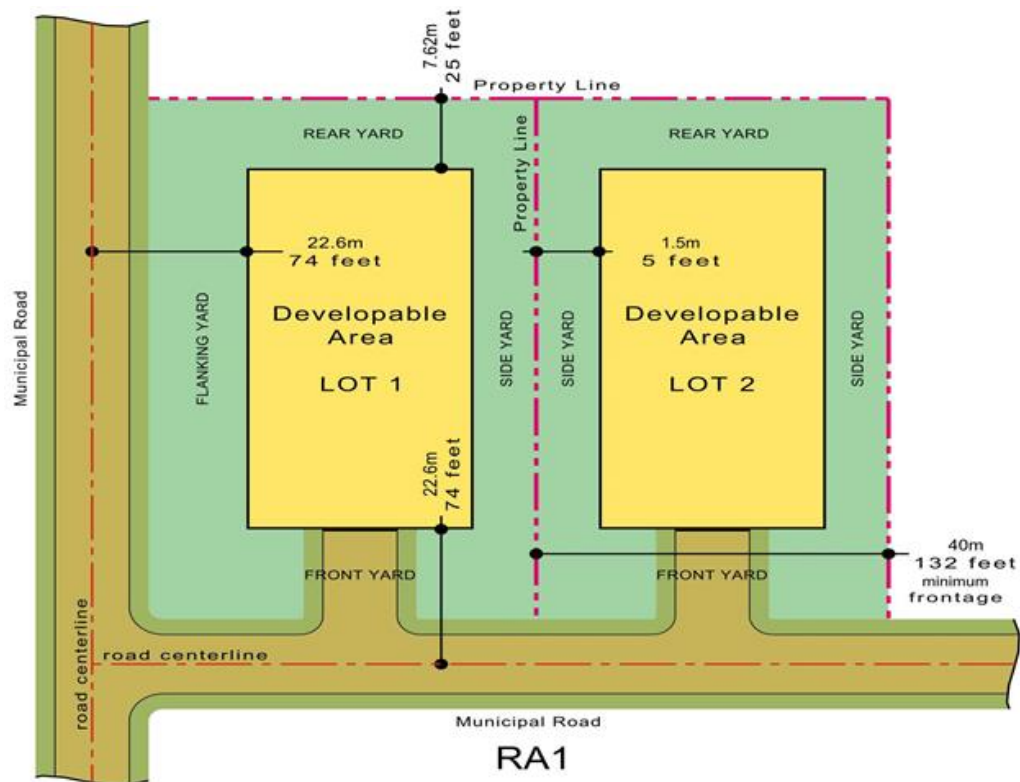 7.62m
25 feet
Property Line
REAR YARD
REAR YARD
Property Line
22.6m
74 feet
1.5m
5 feet
Municipal Road
FLANKING YARD
Developable
Area
LOT 1
SIDE YARD
SIDE YARD
Developable
Area
LOT 2
SIDE YARD
22.6m
74 feet
40m
132 feet
minimum
frontage
FRONT YARD
FRONT YARD
road centerline
road centerline
Municipal Road
RA1